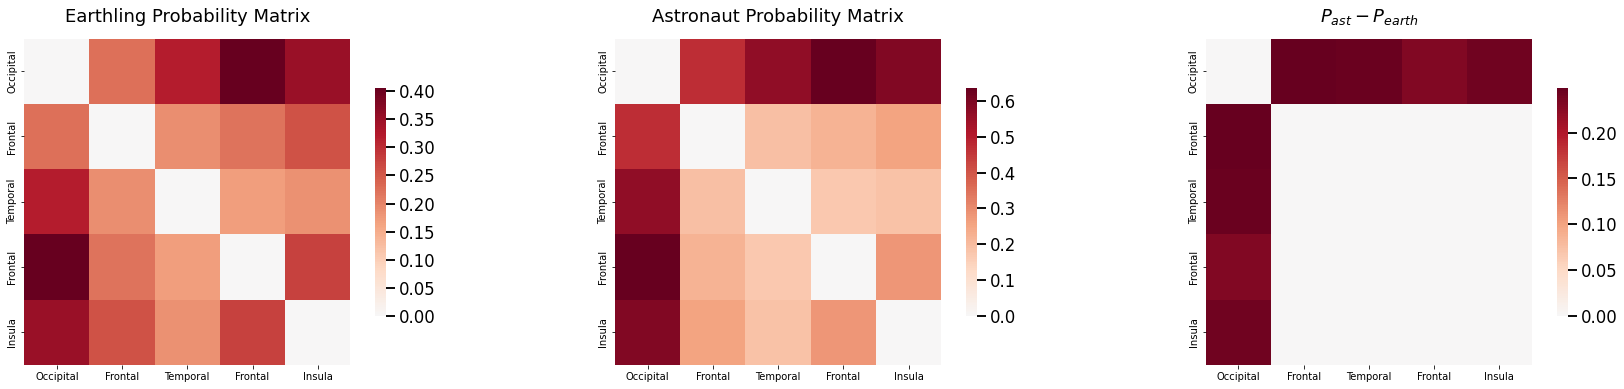 Earthling Probability Matrix
Occipital
Frontal
Temporal
Frontal
Insula
Occipital Frontal Temporal Frontal Insula
0.40
0.35
0.30
0.25
0.20
0.15
0.10
0.05
0.00
Astronaut Probability Matrix
Occipital
Frontal
Temporal
Frontal
Insula
Occipital Frontal Temporal Frontal Insula
0.6
0.5
0.4
0.3
0.2
0.1
0.0
P_ast − P_earth
Occipital
Frontal
Temporal
Frontal
Insula
Occipital Frontal Temporal Frontal Insula
0.20
0.15
0.10
0.05
0.00